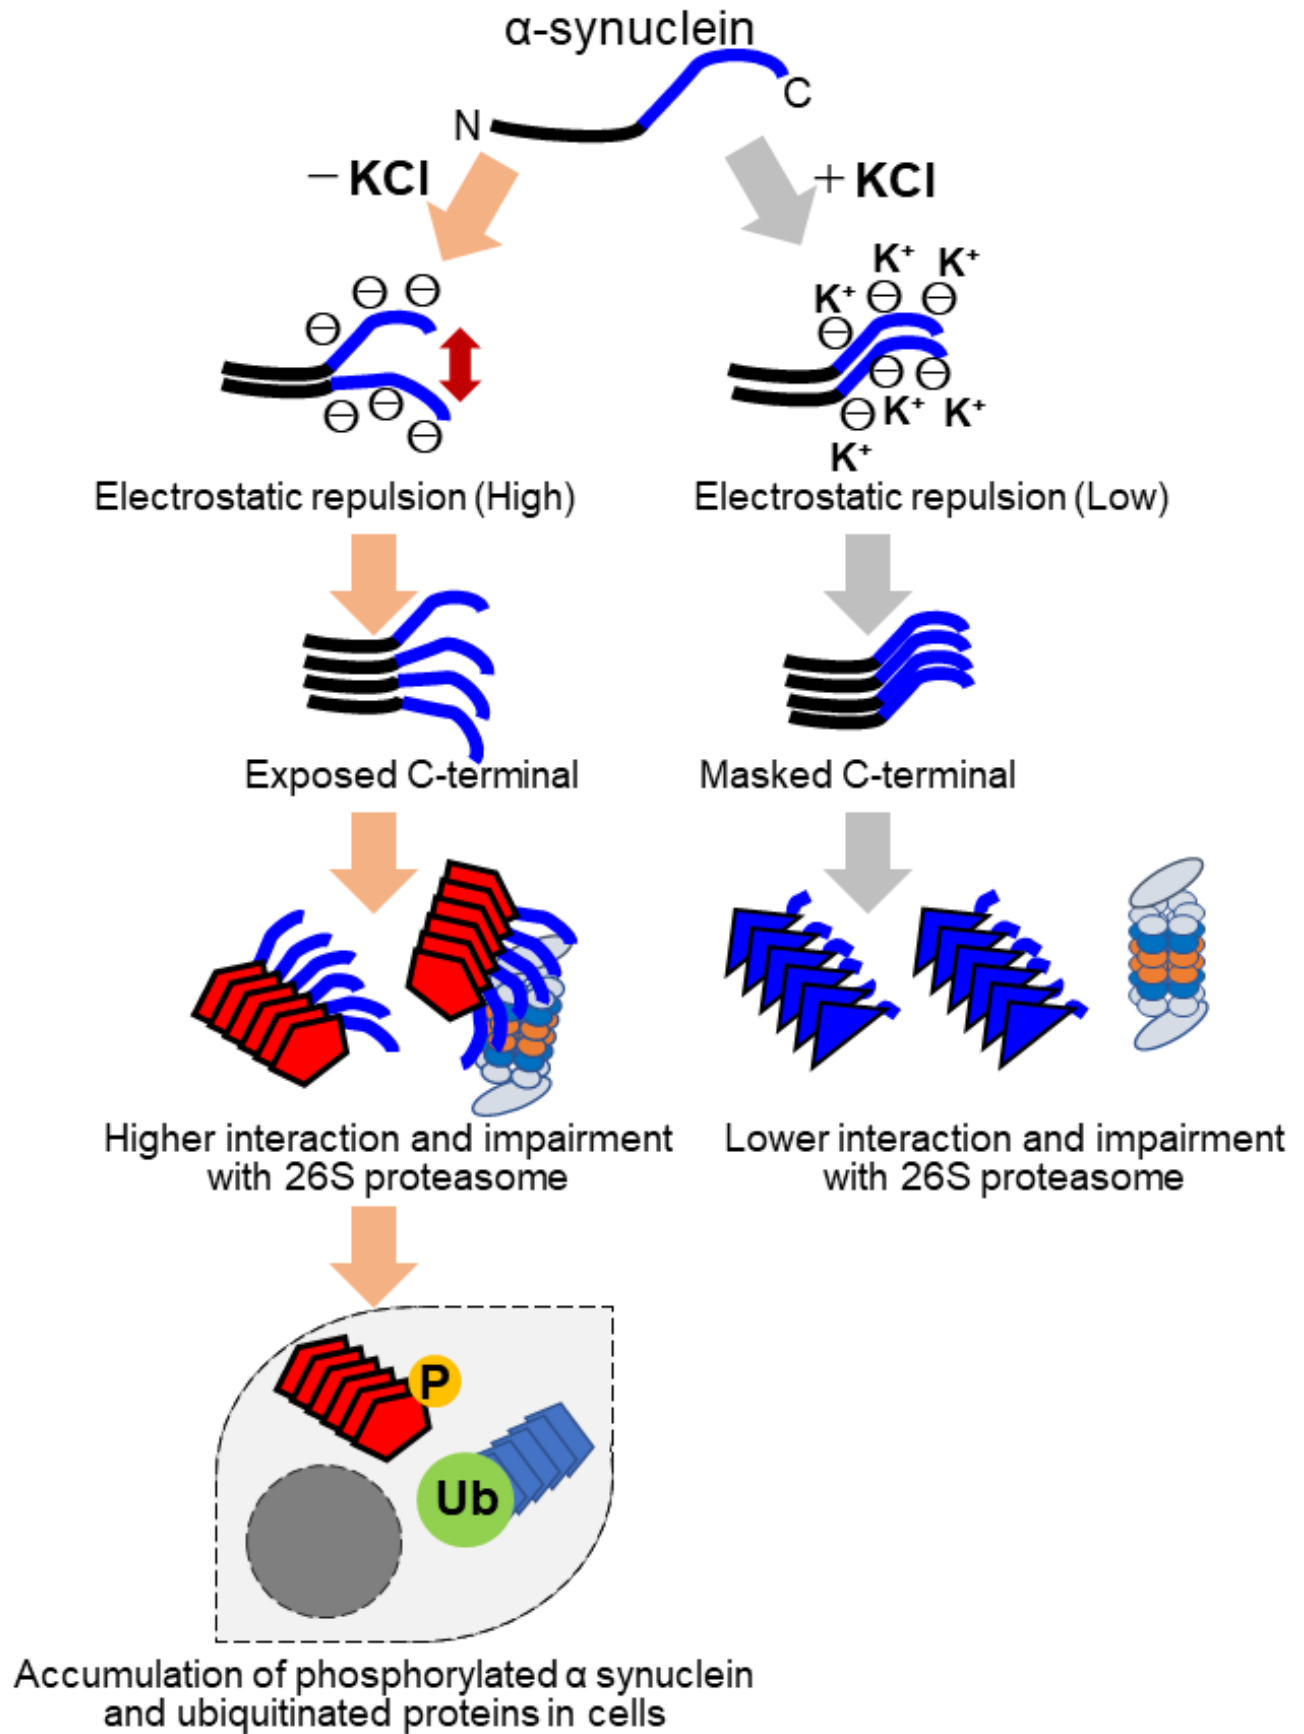 α-synuclein
N
C
− KCl
+ KCl
⊖ ⊖ ⊖
⊖ ⊖ ⊖
K⁺ K⁺ K⁺
⊖ ⊖ ⊖
⊖ ⊖ ⊖
K⁺ K⁺ K⁺
Electrostatic repulsion (High)
Electrostatic repulsion (Low)
Exposed C-terminal
Masked C-terminal
Higher interaction and impairment
with 26S proteasome
Lower interaction and impairment
with 26S proteasome
P
Ub
Accumulation of phosphorylated α synuclein
and ubiquitinated proteins in cells